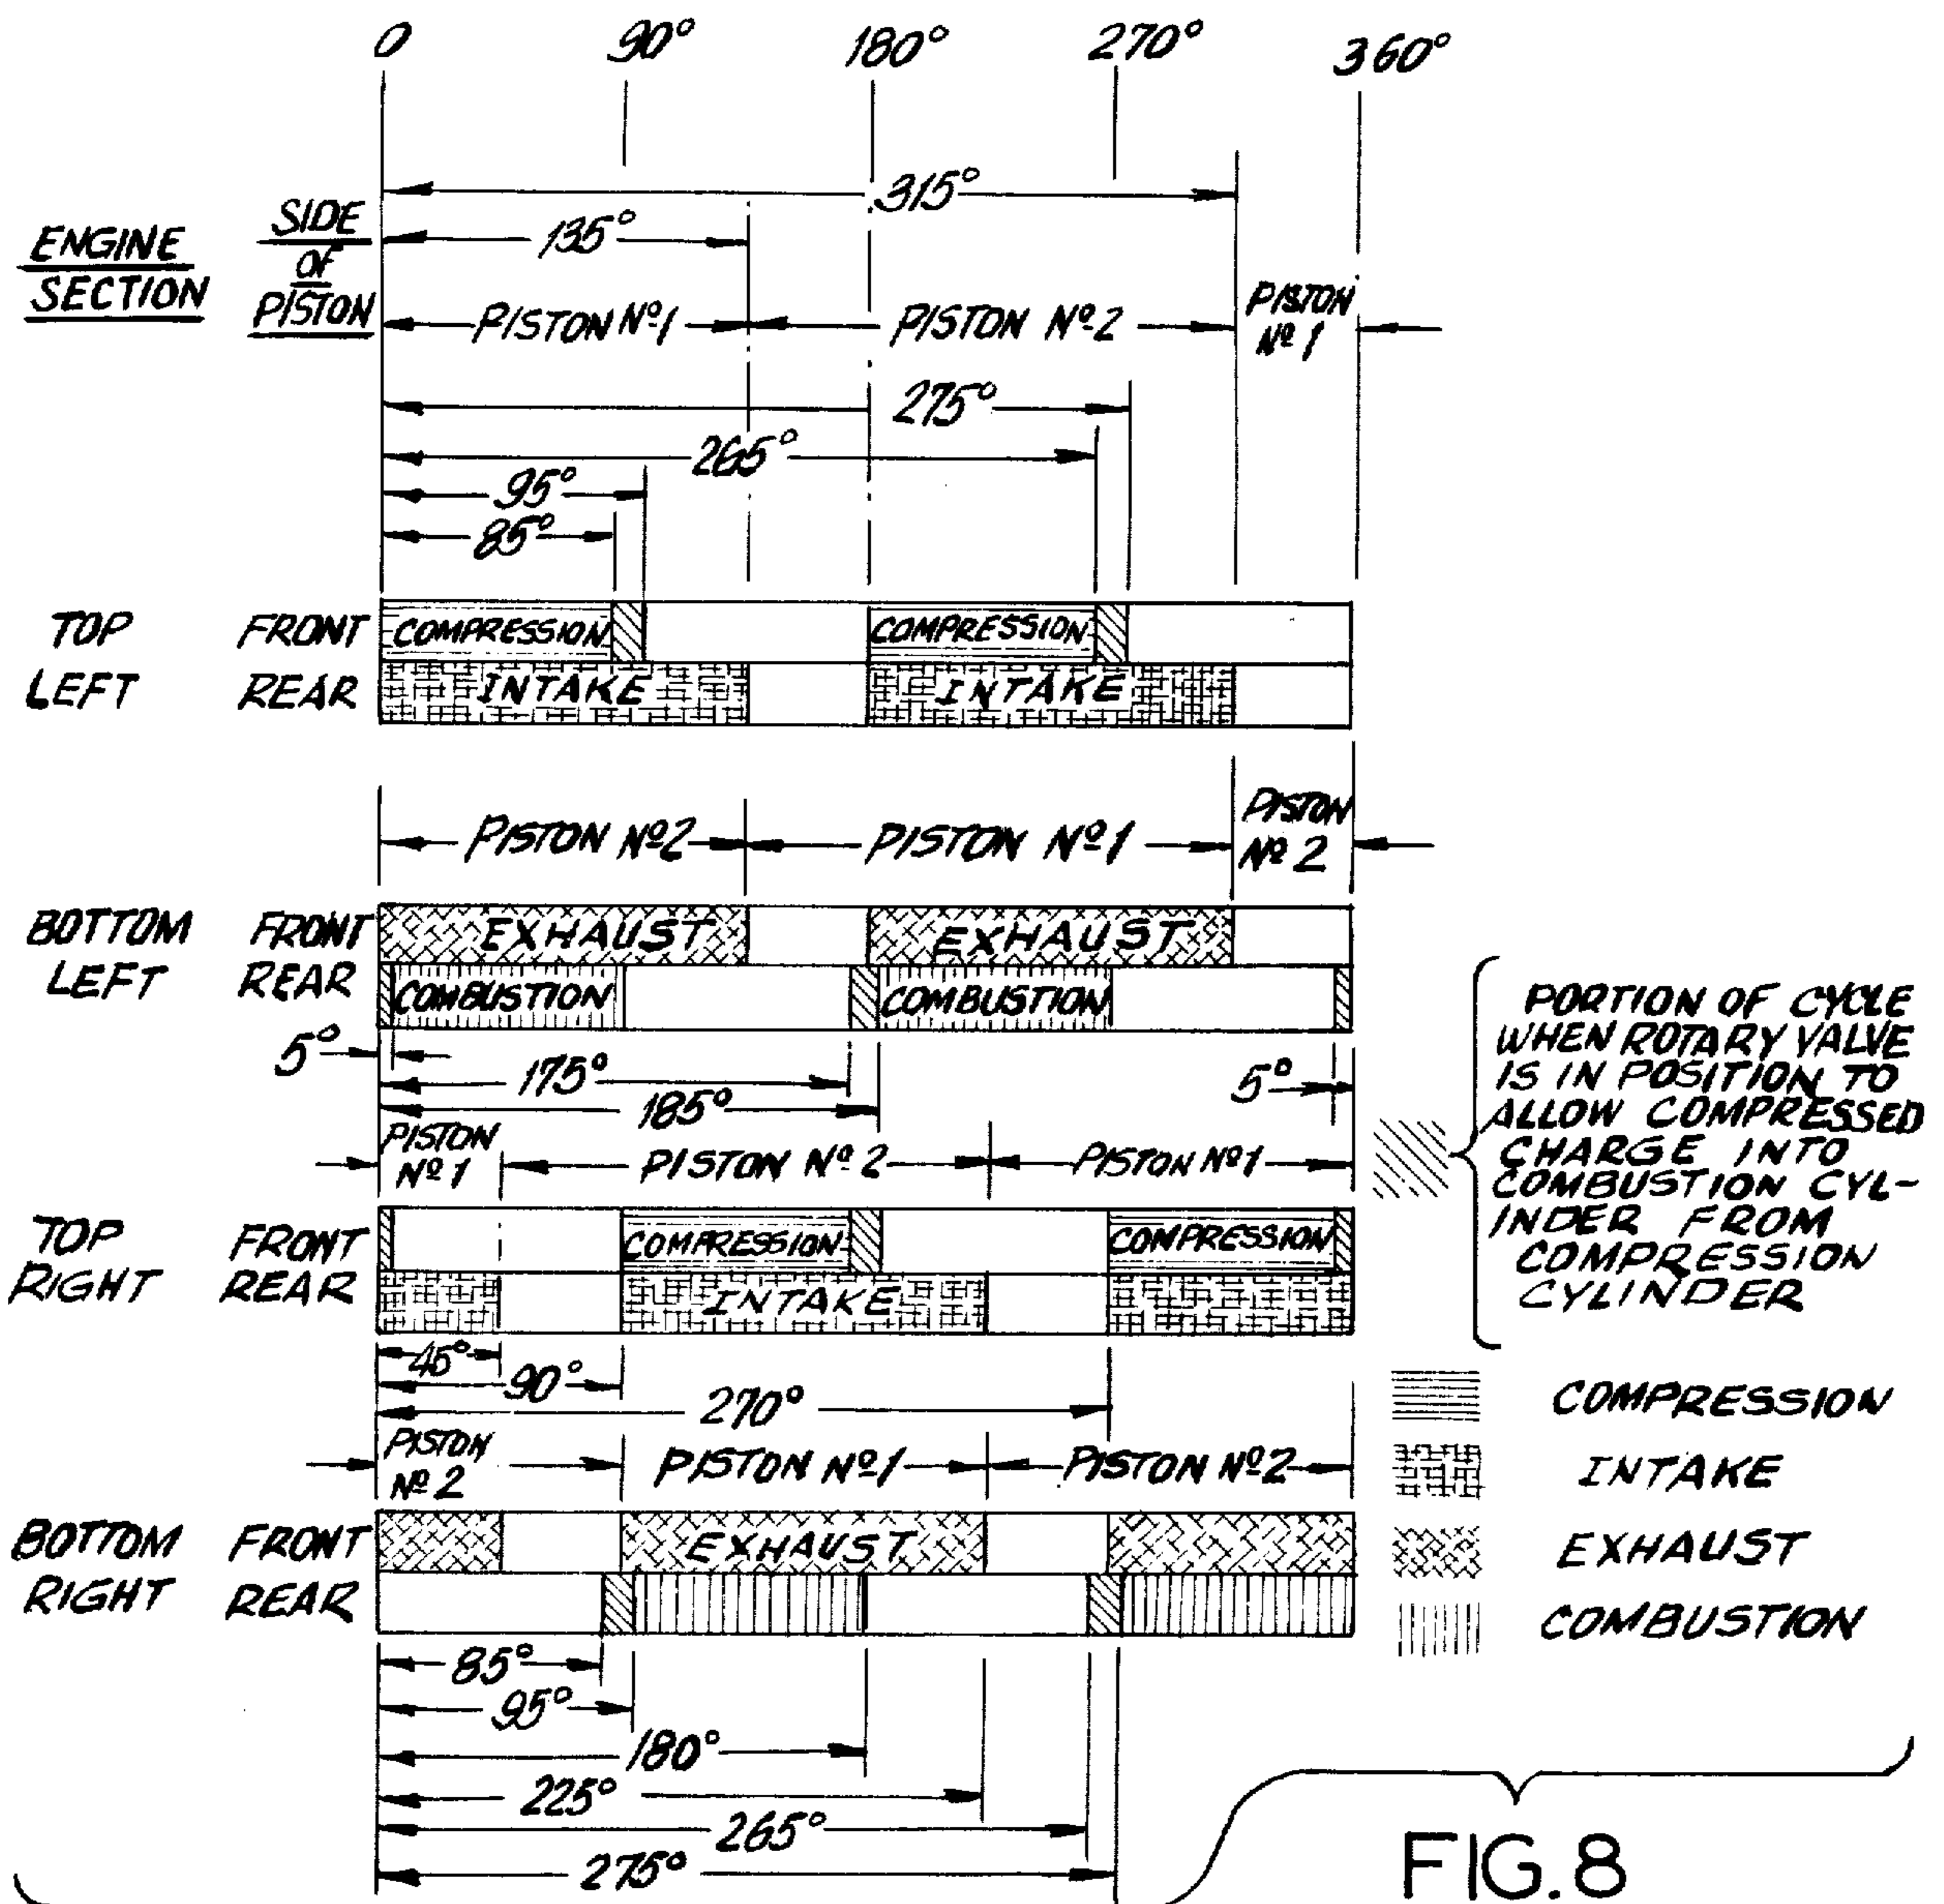 0 90° 180° 270° 360°
315°
135°
ENGINE
SECTION
SIDE
OF
PISTON
PISTON Nº1
PISTON Nº2
PISTON
Nº1
275°
265°
95°
85°
TOP
LEFT
FRONT
REAR
COMPRESSION
COMPRESSION
INTAKE
INTAKE
PISTON Nº2
PISTON Nº1
PISTON
Nº2
BOTTOM
LEFT
FRONT
REAR
EXHAUST
EXHAUST
COMBUSTION
COMBUSTION
5°
175°
185°
5°
PORTION OF CYCLE
WHEN ROTARY VALVE
IS IN POSITION TO
ALLOW COMPRESSED
CHARGE INTO
COMBUSTION CYL-
INDER FROM
COMPRESSION
CYLINDER
PISTON
Nº1
PISTON Nº2
PISTON Nº1
TOP
RIGHT
FRONT
REAR
COMPRESSION
COMPRESSION
INTAKE
45°
90°
270°
COMPRESSION
INTAKE
EXHAUST
COMBUSTION
PISTON
Nº2
PISTON Nº1
PISTON Nº2
BOTTOM
RIGHT
FRONT
REAR
EXHAUST
85°
95°
180°
225°
265°
275°
FIG.8